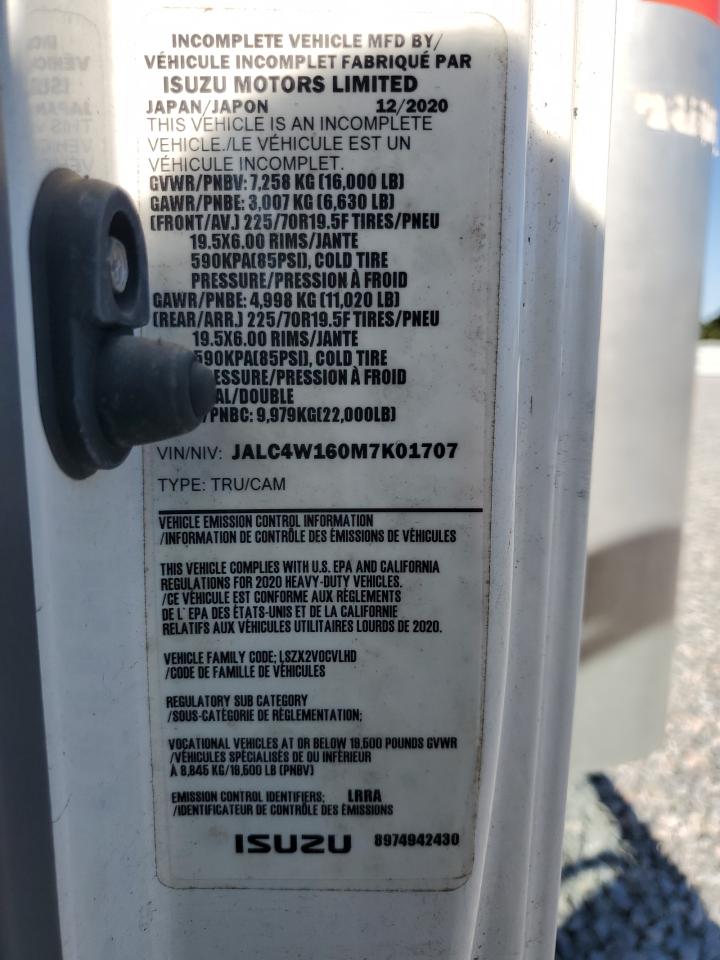 INCOMPLETE VEHICLE MFD BY/
VÉHICULE INCOMPLET FABRIQUÉ PAR
ISUZU MOTORS LIMITED
JAPAN/JAPON 12/2020
THIS VEHICLE IS AN INCOMPLETE
VEHICLE./LE VÉHICULE EST UN
VÉHICULE INCOMPLET.
GVWR/PNBV: 7,258 KG (16,000 LB)
GAWR/PNBE: 3,007 KG (6,630 LB)
(FRONT/AV.) 225/70R19.5F TIRES/PNEU
19.5X6.00 RIMS/JANTE
590KPA(85PSI), COLD TIRE
PRESSURE/PRESSION À FROID
GAWR/PNBE: 4,998 KG (11,020 LB)
(REAR/ARR.) 225/70R19.5F TIRES/PNEU
19.5X6.00 RIMS/JANTE
590KPA(85PSI), COLD TIRE
ESSURE/PRESSION À FROID
AL/DOUBLE
/PNBC: 9,979KG(22,000LB)
VIN/NIV: JALC4W160M7K01707
TYPE: TRU/CAM
VEHICLE EMISSION CONTROL INFORMATION
/INFORMATION DE CONTRÔLE DES ÉMISSIONS DE VÉHICULES
THIS VEHICLE COMPLIES WITH U.S. EPA AND CALIFORNIA
REGULATIONS FOR 2020 HEAVY-DUTY VEHICLES.
/CE VÉHICULE EST CONFORME AUX RÈGLEMENTS
DE L' EPA DES ÉTATS-UNIS ET DE LA CALIFORNIE
RELATIFS AUX VÉHICULES UTILITAIRES LOURDS DE 2020.
VEHICLE FAMILY CODE; LSZX2VOCVLHD
/CODE DE FAMILLE DE VÉHICULES
REGULATORY SUB CATEGORY
/SOUS-CATÉGORIE DE RÈGLEMENTATION;
VOCATIONAL VEHICLES AT OR BELOW 19,500 POUNDS GVWR
/VÉHICULES SPÉCIALISÉS DE OU INFÉRIEUR
À 8,845 KG/19,500 LB (PNBV)
EMISSION CONTROL IDENTIFIERS; LRRA
/IDENTIFICATEUR DE CONTRÔLE DES ÉMISSIONS
ISUZU 8974942430